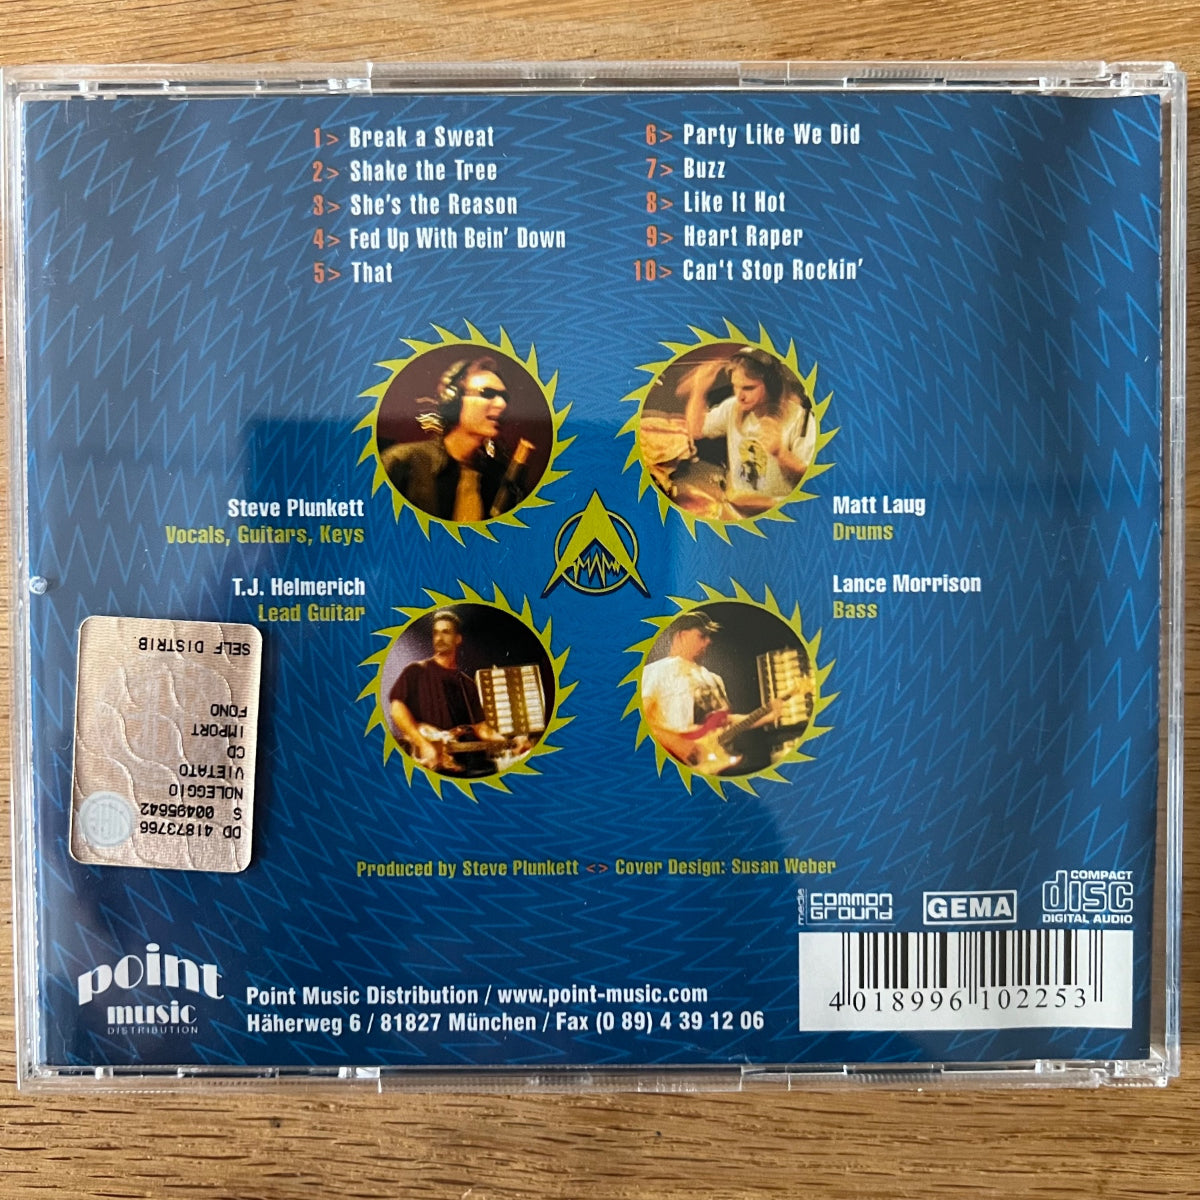 1> Break a Sweat
2> Shake the Tree
3> She's the Reason
4> Fed Up With Bein' Down
5> That
6> Party Like We Did
7> Buzz
8> Like It Hot
9> Heart Raper
10> Can't Stop Rockin'
Steve Plunkett
Vocals, Guitars, Keys
Matt Laug
Drums
T.J. Helmerich
Lead Guitar
Lance Morrison
Bass
DD 41873766
S 00495642
NOLEGGIO
VIETATO
CD
IMPORT
FONO
SELF DISTRIB.
Produced by Steve Plunkett <> Cover Design: Susan Weber
media COMMON GROUND
GEMA
COMPACT
disc
DIGITAL AUDIO
point
music
DISTRIBUTION
Point Music Distribution / www.point-music.com
Häherweg 6 / 81827 München / Fax (0 89) 4 39 12 06
4 018996 102253